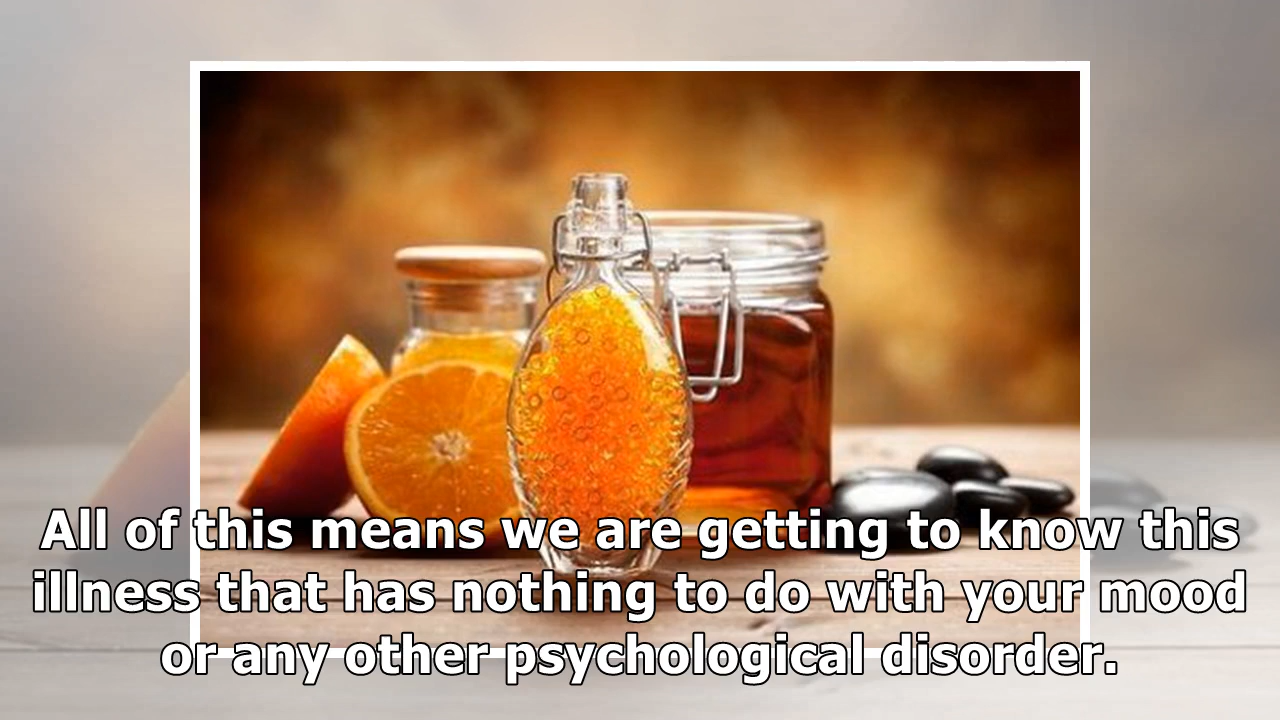 All of this means we are getting to know this
illness that has nothing to do with your mood
or any other psychological disorder.